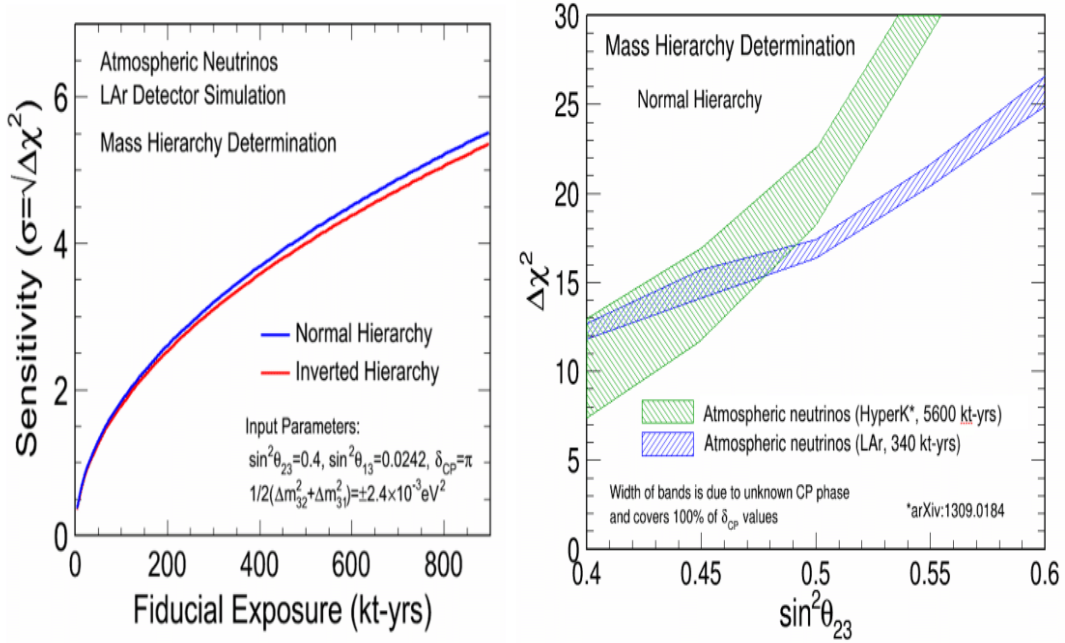 Atmospheric Neutrinos
LAr Detector Simulation
Mass Hierarchy Determination
Sensitivity (σ=√Δχ²)
6
4
2
0
Normal Hierarchy
Inverted Hierarchy
Input Parameters:
sin²θ₂₃=0.4, sin²θ₁₃=0.0242, δ_CP=π
1/2(Δm²₃₂+Δm²₃₁)=±2.4×10⁻³eV²
0 200 400 600 800
Fiducial Exposure (kt-yrs)
Mass Hierarchy Determination
Normal Hierarchy
Δχ²
30
25
20
15
10
5
0
Atmospheric neutrinos (HyperK*, 5600 kt-yrs)
Atmospheric neutrinos (LAr, 340 kt-yrs)
Width of bands is due to unknown CP phase
and covers 100% of δ_CP values
*arXiv:1309.0184
0.4 0.45 0.5 0.55 0.6
sin²θ₂₃